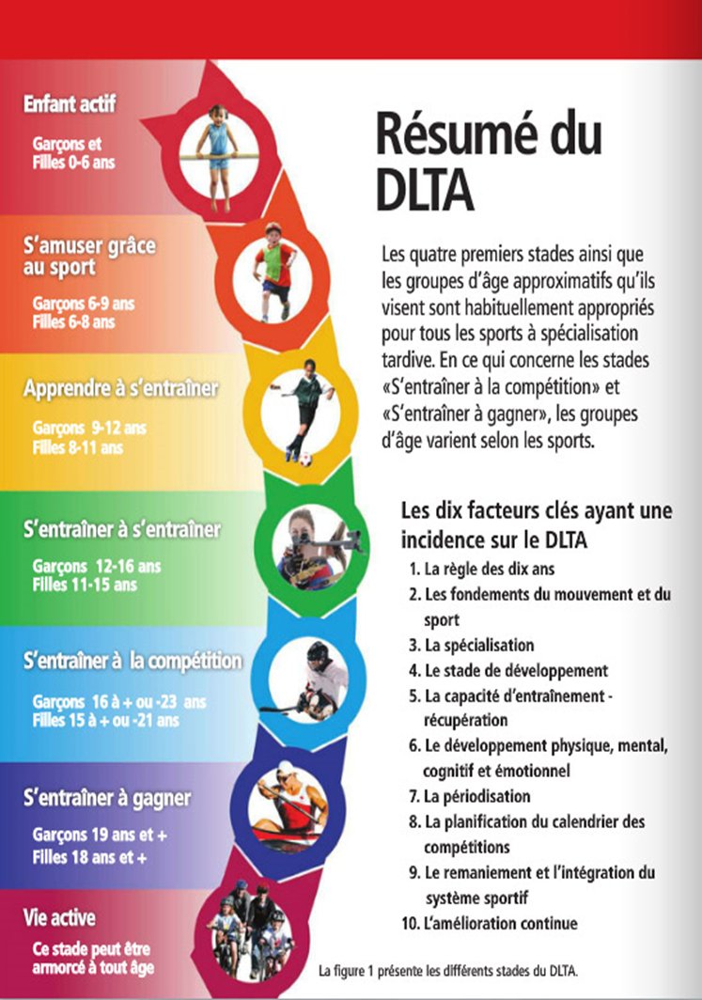 Enfant actif
Garçons et
Filles 0-6 ans
S'amuser grâce
au sport
Garçons 6-9 ans
Filles 6-8 ans
Apprendre à s'entraîner
Garçons 9-12 ans
Filles 8-11 ans
S'entraîner à s'entraîner
Garçons 12-16 ans
Filles 11-15 ans
S'entraîner à la compétition
Garçons 16 à + ou -23 ans
Filles 15 à + ou -21 ans
S'entraîner à gagner
Garçons 19 ans et +
Filles 18 ans et +
Vie active
Ce stade peut être
armorcé à tout âge
Résumé du
DLTA
Les quatre premiers stades ainsi que
les groupes d'âge approximatifs qu'ils
visent sont habituellement appropriés
pour tous les sports à spécialisation
tardive. En ce qui concerne les stades
«S'entraîner à la compétition» et
«S'entraîner à gagner», les groupes
d'âge varient selon les sports.
Les dix facteurs clés ayant une
incidence sur le DLTA
1. La règle des dix ans
2. Les fondements du mouvement et du
sport
3. La spécialisation
4. Le stade de développement
5. La capacité d'entraînement -
récupération
6. Le développement physique, mental,
cognitif et émotionnel
7. La périodisation
8. La planification du calendrier des
compétitions
9. Le remaniement et l'intégration du
système sportif
10. L'amélioration continue
La figure 1 présente les différents stades du DLTA.